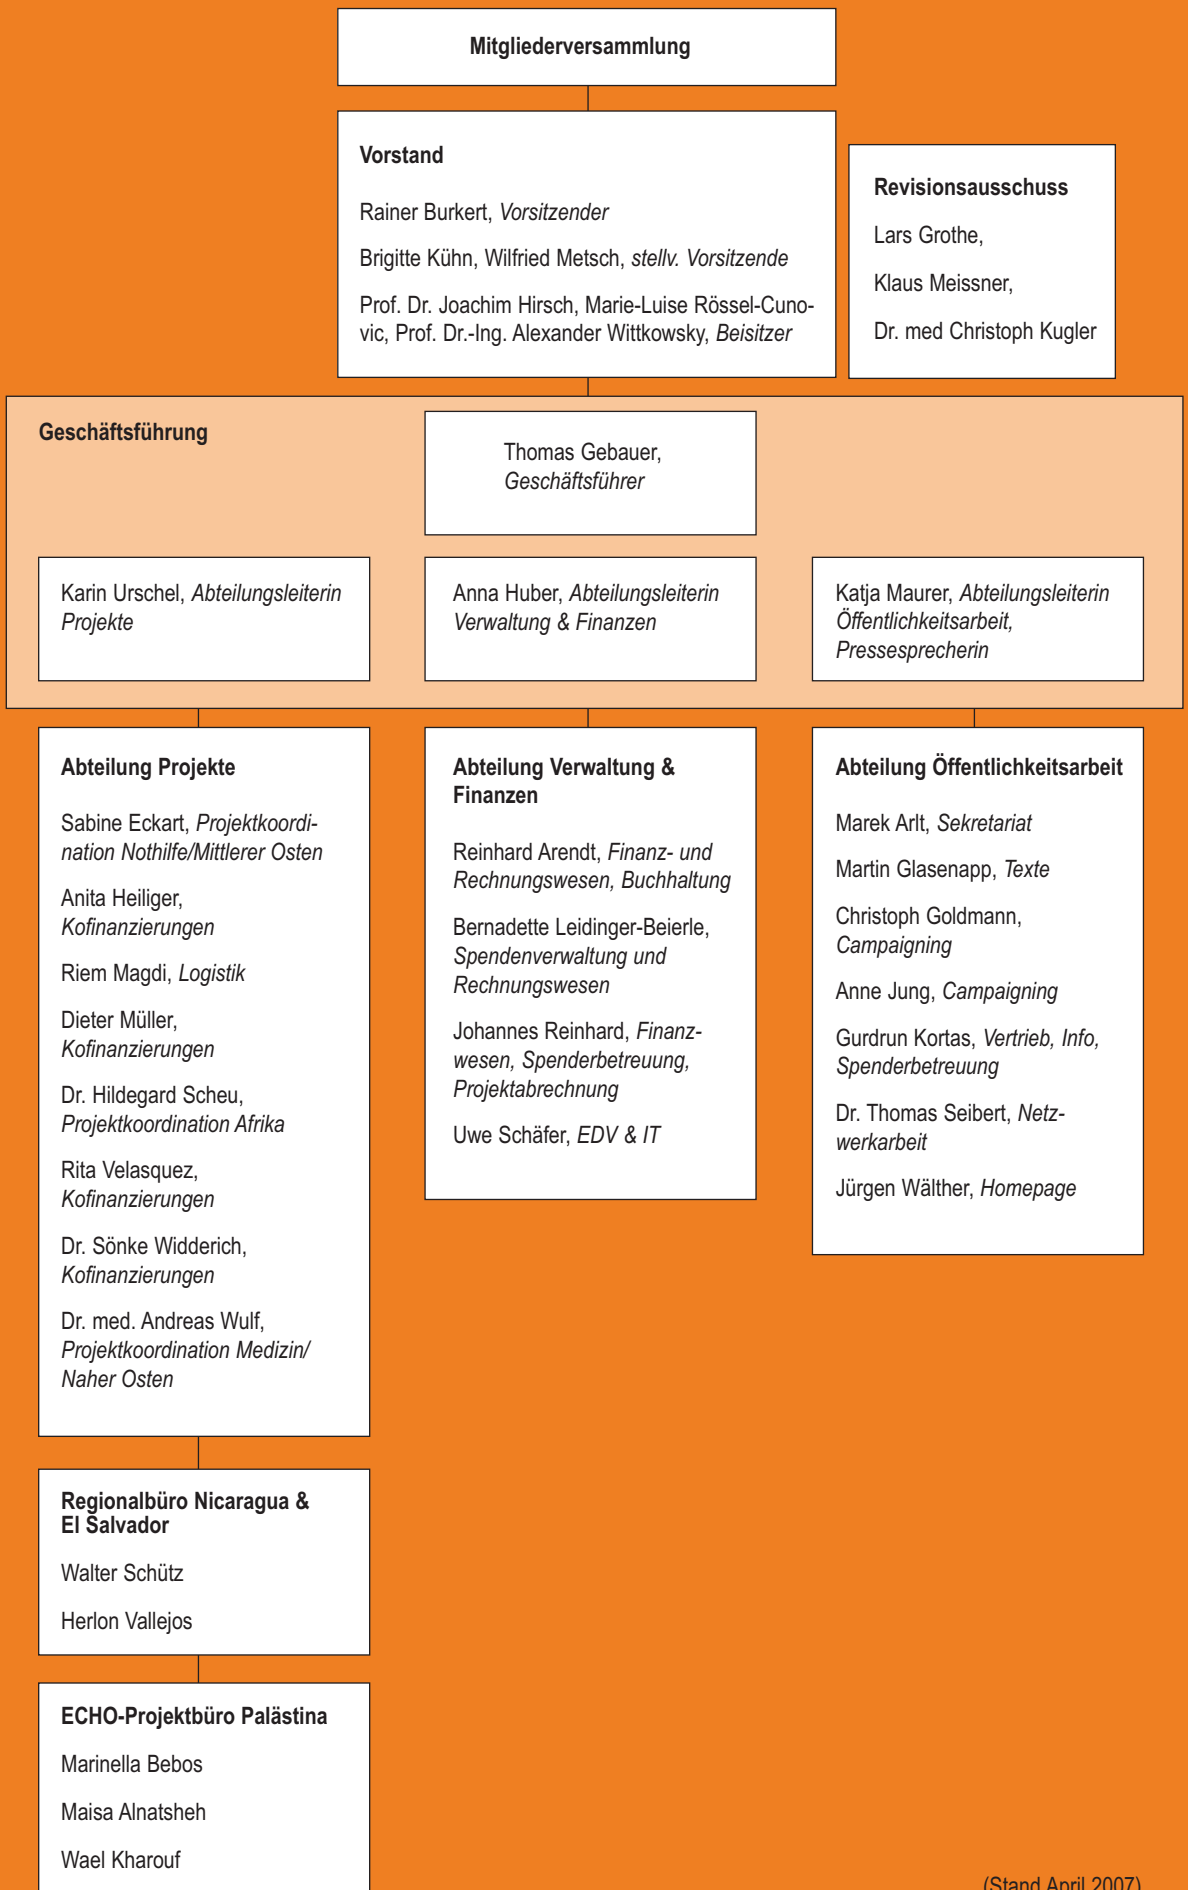 Mitgliederversammlung
Vorstand
Rainer Burkert, Vorsitzender
Brigitte Kühn, Wilfried Metsch, stellv. Vorsitzende
Prof. Dr. Joachim Hirsch, Marie-Luise Rössel-Cuno-
vic, Prof. Dr.-Ing. Alexander Wittkowsky, Beisitzer
Revisionsausschuss
Lars Grothe,
Klaus Meissner,
Dr. med Christoph Kugler
Geschäftsführung
Thomas Gebauer,
Geschäftsführer
Karin Urschel, Abteilungsleiterin
Projekte
Anna Huber, Abteilungsleiterin
Verwaltung & Finanzen
Katja Maurer, Abteilungsleiterin
Öffentlichkeitsarbeit,
Pressesprecherin
Abteilung Projekte
Sabine Eckart, Projektkoordi-
nation Nothilfe/Mittlerer Osten
Anita Heiliger,
Kofinanzierungen
Riem Magdi, Logistik
Dieter Müller,
Kofinanzierungen
Dr. Hildegard Scheu,
Projektkoordination Afrika
Rita Velasquez,
Kofinanzierungen
Dr. Sönke Widderich,
Kofinanzierungen
Dr. med. Andreas Wulf,
Projektkoordination Medizin/
Naher Osten
Abteilung Verwaltung &
Finanzen
Reinhard Arendt, Finanz- und
Rechnungswesen, Buchhaltung
Bernadette Leidinger-Beierle,
Spendenverwaltung und
Rechnungswesen
Johannes Reinhard, Finanz-
wesen, Spenderbetreuung,
Projektabrechnung
Uwe Schäfer, EDV & IT
Abteilung Öffentlichkeitsarbeit
Marek Arlt, Sekretariat
Martin Glasenapp, Texte
Christoph Goldmann,
Campaigning
Anne Jung, Campaigning
Gurdrun Kortas, Vertrieb, Info,
Spenderbetreuung
Dr. Thomas Seibert, Netz-
werkarbeit
Jürgen Wälther, Homepage
Regionalbüro Nicaragua &
El Salvador
Walter Schütz
Herlon Vallejos
ECHO-Projektbüro Palästina
Marinella Bebos
Maisa Alnatsheh
Wael Kharouf
(Stand April 2007)